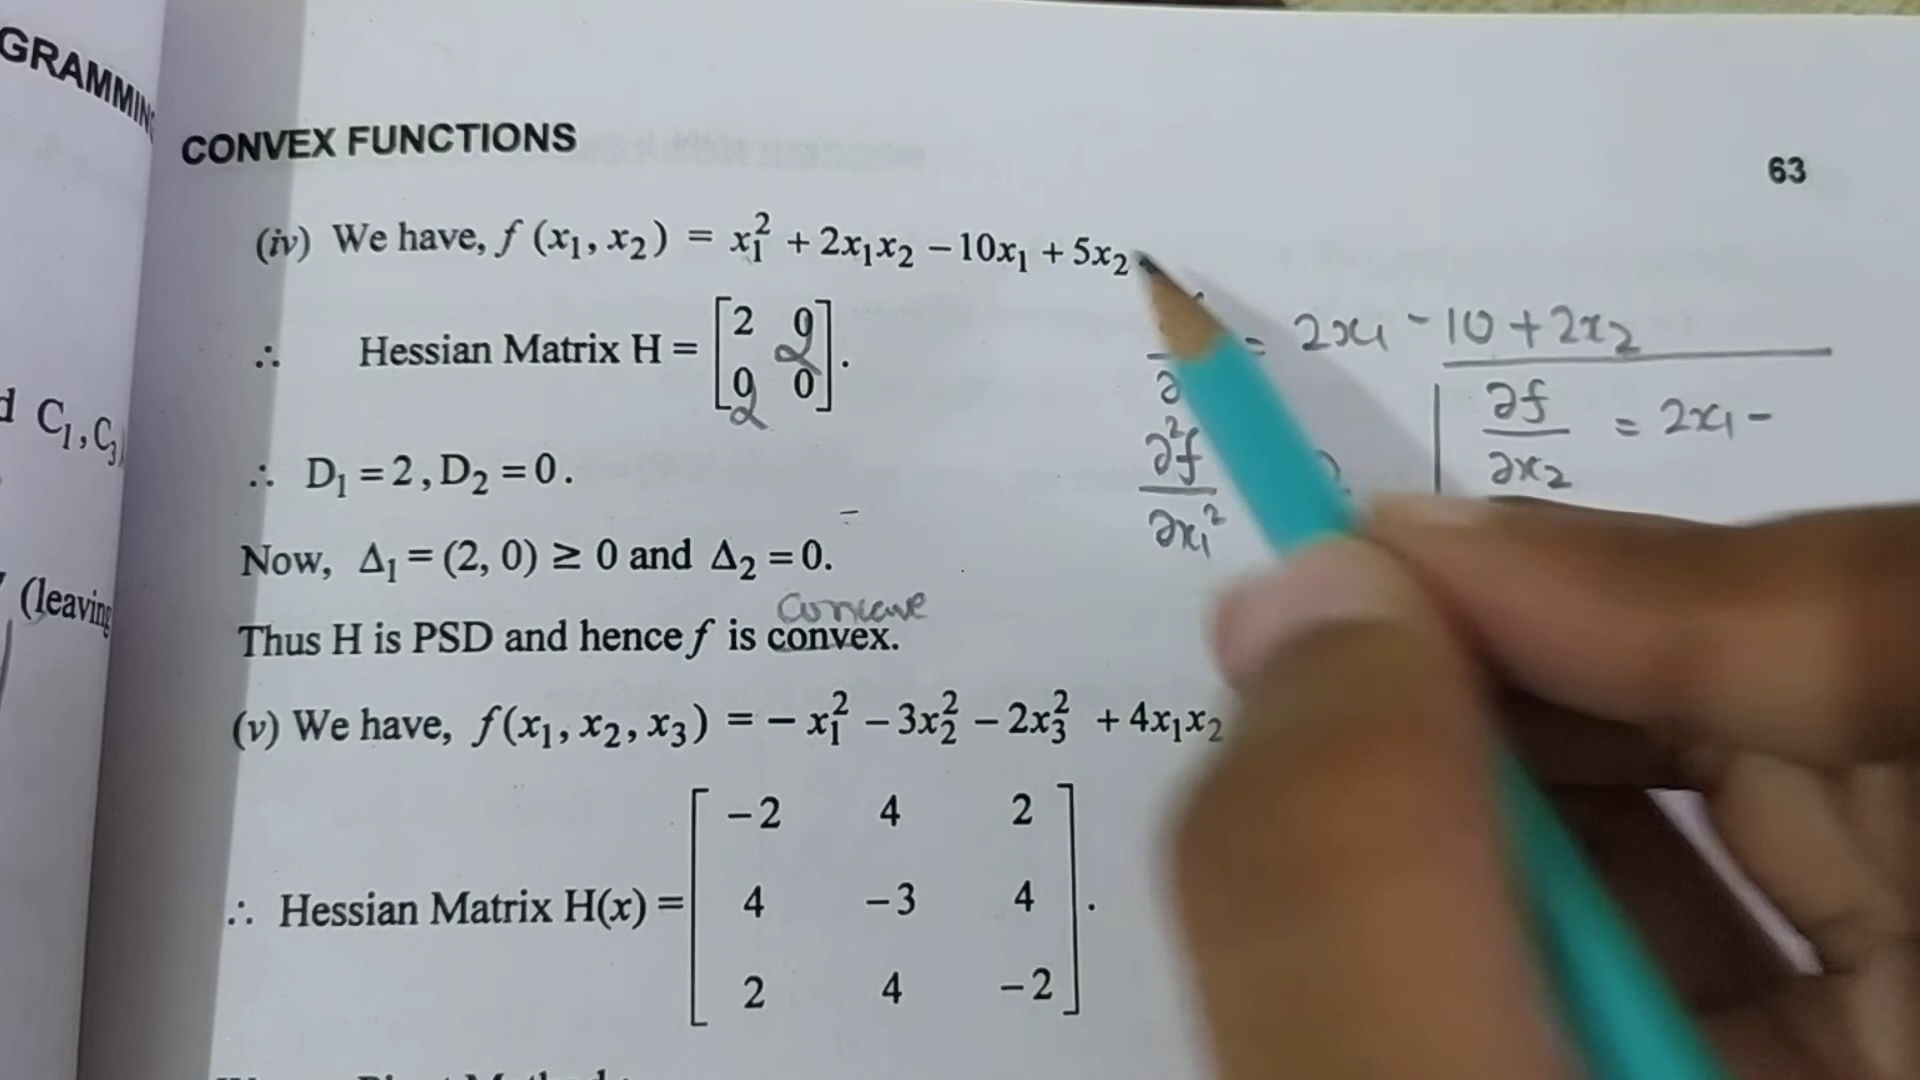 GRAMMING
CONVEX FUNCTIONS
63
(iv) We have, f (x₁, x₂) = x₁² + 2x₁x₂ − 10x₁ + 5x₂
= 2x₁ - 10 + 2x₂
∴ Hessian Matrix H = [2 0 2 0 2 0].
∂f/∂x₂ = 2x₁ -
d C₁, C₃,
∴ D₁ = 2, D₂ = 0.
∂²f/∂x₁²
Now, Δ₁ = (2, 0) ≥ 0 and Δ₂ = 0.
(leaving
concave
Thus H is PSD and hence f is convex.
(v) We have, f(x₁, x₂, x₃) = − x₁² − 3x₂² − 2x₃² + 4x₁x₂
−2 4 2
∴ Hessian Matrix H(x) = 4 −3 4 .
2 4 −2